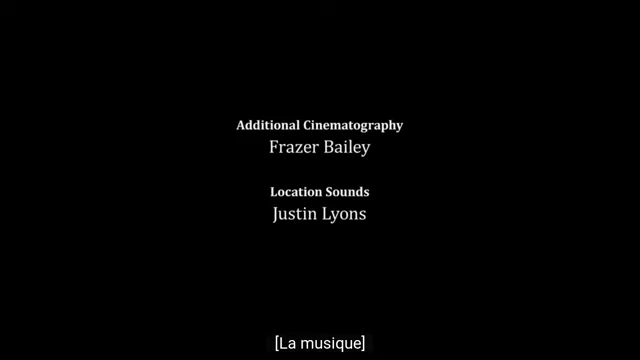 Additional Cinematography
Frazer Bailey
Location Sounds
Justin Lyons
[La musique]